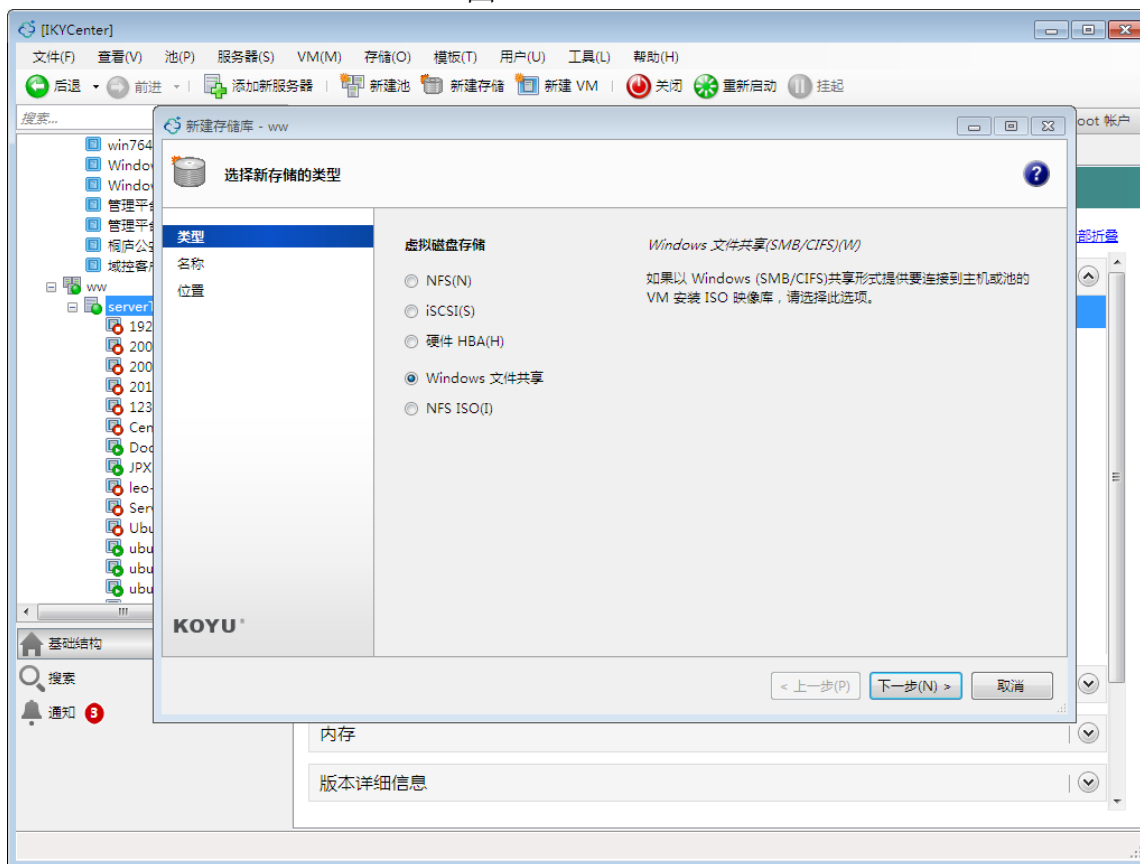 [IKYCenter]
文件(F) 查看(V) 池(P) 服务器(S) VM(M) 存储(O) 模板(T) 用户(U) 工具(L) 帮助(H)
后退 前进 添加新服务器 新建池 新建存储 新建 VM 关闭 重新启动 挂起
搜索...
oot 帐户
新建存储库 - ww
选择新存储的类型
类型
名称
位置
虚拟磁盘存储
NFS(N)
iSCSI(S)
硬件 HBA(H)
Windows 文件共享
NFS ISO(I)
Windows 文件共享(SMB/CIFS)(W)
如果以 Windows (SMB/CIFS)共享形式提供要连接到主机或池的
VM 安装 ISO 映像库，请选择此选项。
KOYU
< 上一步(P) 下一步(N) > 取消
部折叠
win764
Windo
Windo
管理平
管理平
桐庐公
域控客
ww
server
192
200
200
201
123
Cen
Doc
JPX
leo-
Ser
Ubu
ubu
ubu
ubu
基础结构
搜索
通知 3
内存
版本详细信息